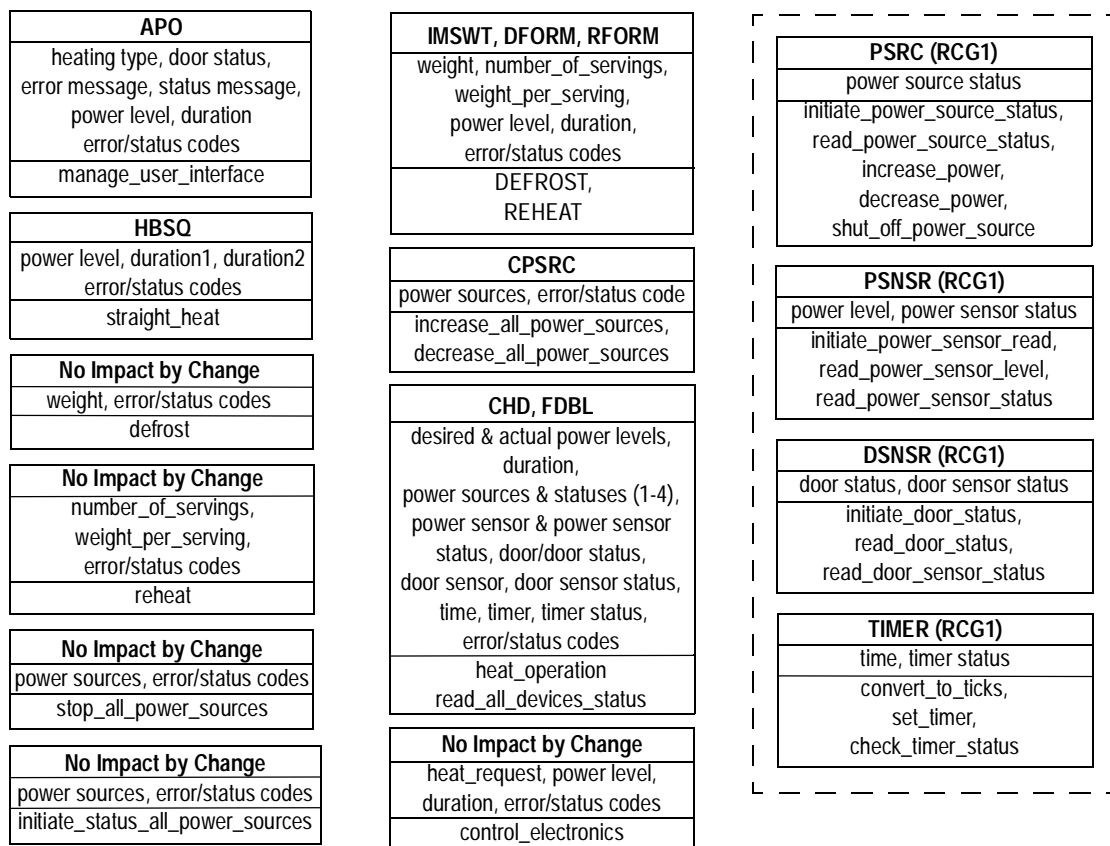 APO
heating type, door status,
error message, status message,
power level, duration
error/status codes
manage_user_interface
HBSQ
power level, duration1, duration2
error/status codes
straight_heat
No Impact by Change
weight, error/status codes
defrost
No Impact by Change
number_of_servings,
weight_per_serving,
error/status codes
reheat
No Impact by Change
power sources, error/status codes
stop_all_power_sources
No Impact by Change
power sources, error/status codes
initiate_status_all_power_sources
IMSWT, DFORM, RFORM
weight, number_of_servings,
weight_per_serving,
power level, duration,
error/status codes
DEFROST,
REHEAT
CPSRC
power sources, error/status code
increase_all_power_sources,
decrease_all_power_sources
CHD, FDBL
desired & actual power levels,
duration,
power sources & statuses (1-4),
power sensor & power sensor
status, door/door status,
door sensor, door sensor status,
time, timer, timer status,
error/status codes
heat_operation
read_all_devices_status
No Impact by Change
heat_request, power level,
duration, error/status codes
control_electronics
PSRC (RCG1)
power source status
initiate_power_source_status,
read_power_source_status,
increase_power,
decrease_power,
shut_off_power_source
PSNSR (RCG1)
power level, power sensor status
initiate_power_sensor_read,
read_power_sensor_level,
read_power_sensor_status
DSNSR (RCG1)
door status, door sensor status
initiate_door_status,
read_door_status,
read_door_sensor_status
TIMER (RCG1)
time, timer status
convert_to_ticks,
set_timer,
check_timer_status